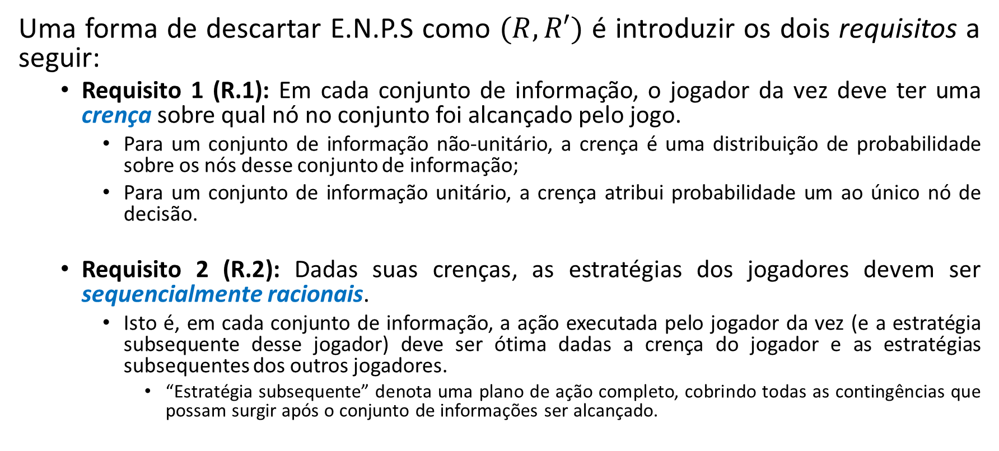 Uma forma de descartar E.N.P.S como (R, R′) é introduzir os dois requisitos a
seguir:
• Requisito 1 (R.1): Em cada conjunto de informação, o jogador da vez deve ter uma
crença sobre qual nó no conjunto foi alcançado pelo jogo.
• Para um conjunto de informação não-unitário, a crença é uma distribuição de probabilidade
sobre os nós desse conjunto de informação;
• Para um conjunto de informação unitário, a crença atribui probabilidade um ao único nó de
decisão.
• Requisito 2 (R.2): Dadas suas crenças, as estratégias dos jogadores devem ser
sequencialmente racionais.
• Isto é, em cada conjunto de informação, a ação executada pelo jogador da vez (e a estratégia
subsequente desse jogador) deve ser ótima dadas a crença do jogador e as estratégias
subsequentes dos outros jogadores.
• “Estratégia subsequente” denota uma plano de ação completo, cobrindo todas as contingências que
possam surgir após o conjunto de informações ser alcançado.